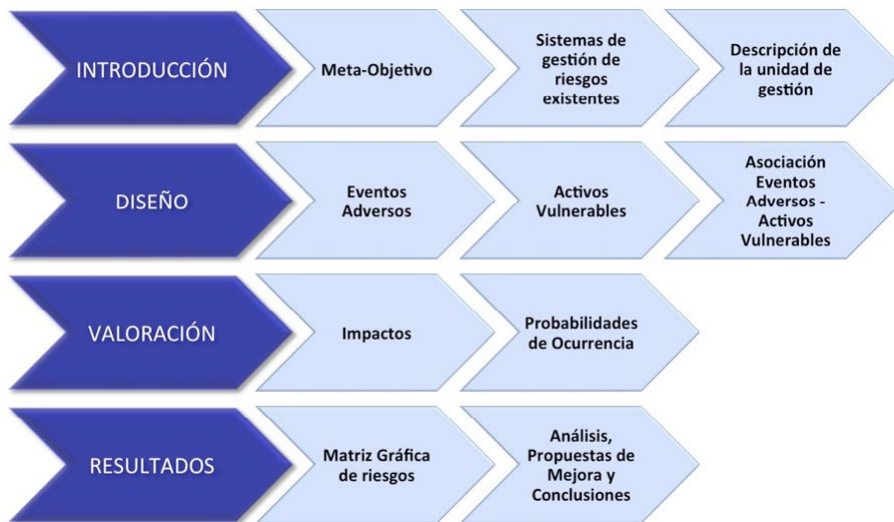 INTRODUCCIÓN
Meta-Objetivo
Sistemas de
gestión de
riesgos
existentes
Descripción de
la unidad de
gestión
DISEÑO
Eventos
Adversos
Activos
Vulnerables
Asociación
Eventos
Adversos -
Activos
Vulnerables
VALORACIÓN
Impactos
Probabilidades
de Ocurrencia
RESULTADOS
Matriz Gráfica
de riesgos
Análisis,
Propuestas de
Mejora y
Conclusiones